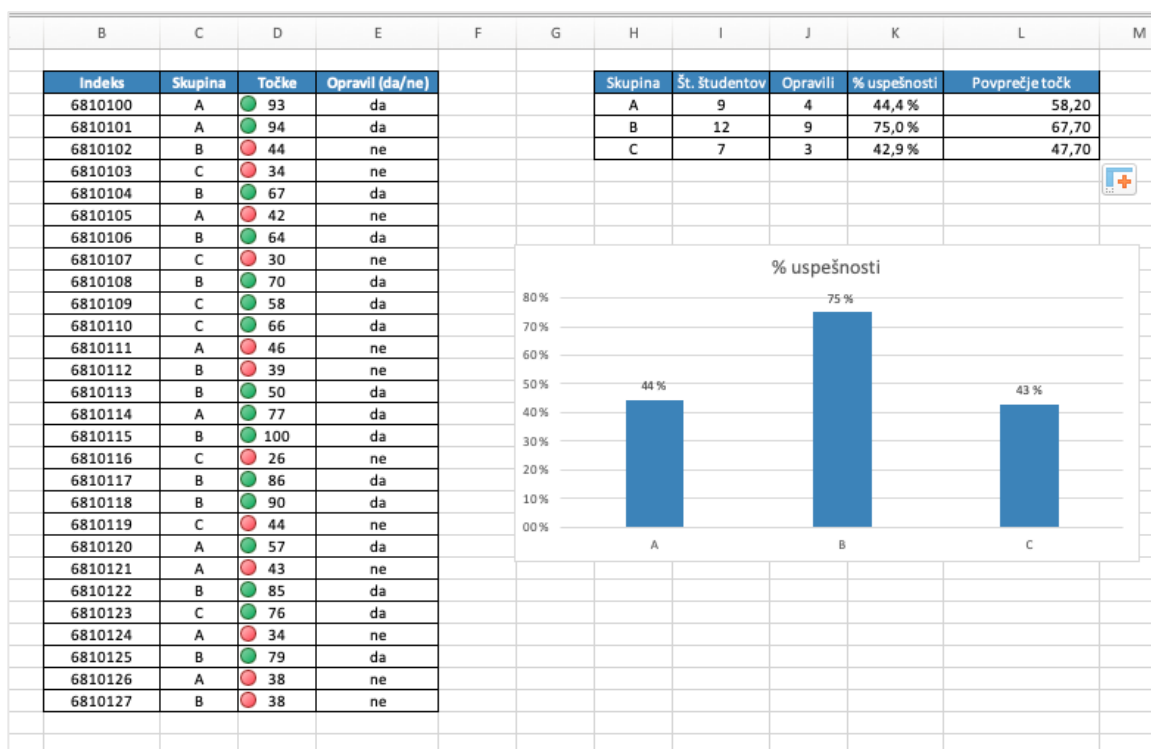 B C D E F G H I J K L M
Indeks Skupina Točke Opravil (da/ne)
6810100 A 93 da
6810101 A 94 da
6810102 B 44 ne
6810103 C 34 ne
6810104 B 67 da
6810105 A 42 ne
6810106 B 64 da
6810107 C 30 ne
6810108 B 70 da
6810109 C 58 da
6810110 C 66 da
6810111 A 46 ne
6810112 B 39 ne
6810113 B 50 da
6810114 A 77 da
6810115 B 100 da
6810116 C 26 ne
6810117 B 86 da
6810118 B 90 da
6810119 C 44 ne
6810120 A 57 da
6810121 A 43 ne
6810122 B 85 da
6810123 C 76 da
6810124 A 34 ne
6810125 B 79 da
6810126 A 38 ne
6810127 B 38 ne
Skupina Št. študentov Opravili % uspešnosti Povprečje točk
A 9 4 44,4 % 58,20
B 12 9 75,0 % 67,70
C 7 3 42,9 % 47,70
% uspešnosti
80 %
70 %
60 %
50 %
40 %
30 %
20 %
10 %
00 %
44 % 75 % 43 %
A B C